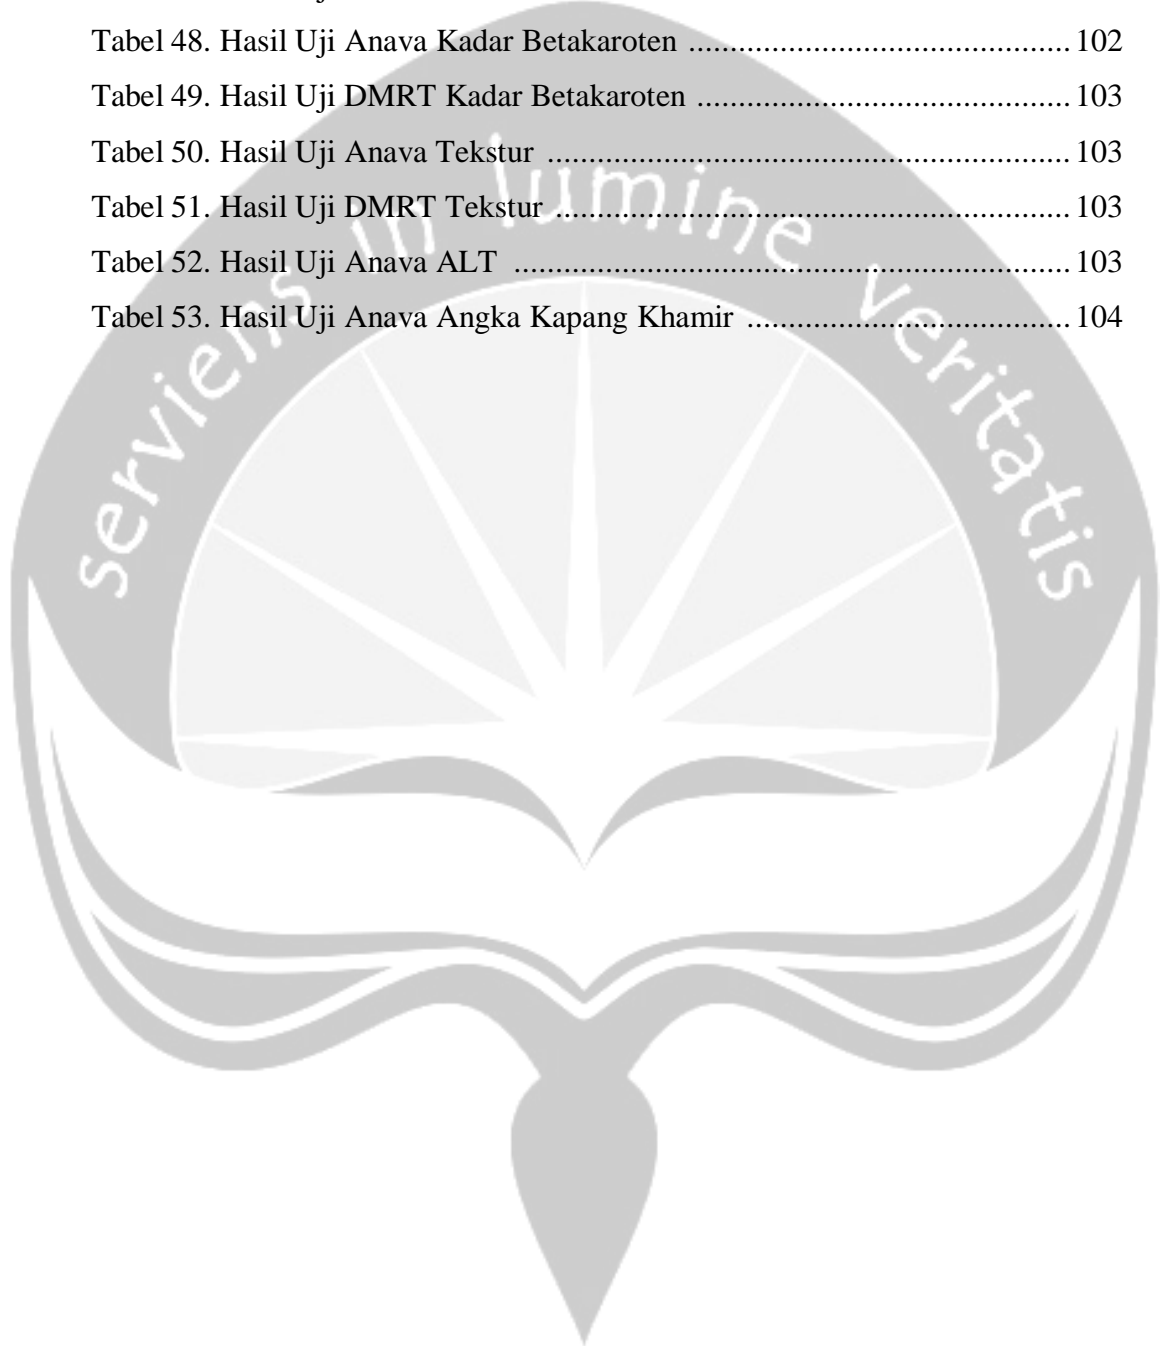 Tabel 48. Hasil Uji Anava Kadar Betakaroten ................................................ 102
Tabel 49. Hasil Uji DMRT Kadar Betakaroten ............................................... 103
Tabel 50. Hasil Uji Anava Tekstur .................................................................. 103
Tabel 51. Hasil Uji DMRT Tekstur ................................................................. 103
Tabel 52. Hasil Uji Anava ALT ...................................................................... 103
Tabel 53. Hasil Uji Anava Angka Kapang Khamir ......................................... 104
serviens in lumine veritatis